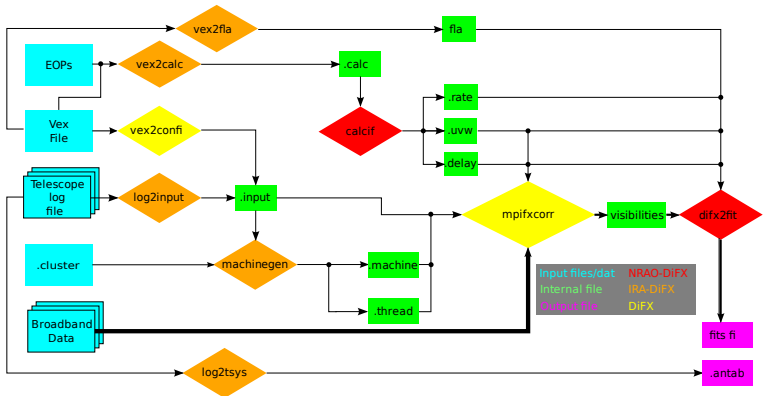 vex2fla
fla
EOPs
vex2calc
.calc
.rate
Vex
File
vex2confi
calcif
.uvw
.delay
Telescope
log
file
log2input
.input
mpifxcorr
visibilities
difx2fit
.cluster
machinegen
.machine
Input files/dat
NRAO-DiFX
Internal file
IRA-DiFX
Output file
DiFX
Broadband
Data
.thread
fits fi
log2tsys
.antab